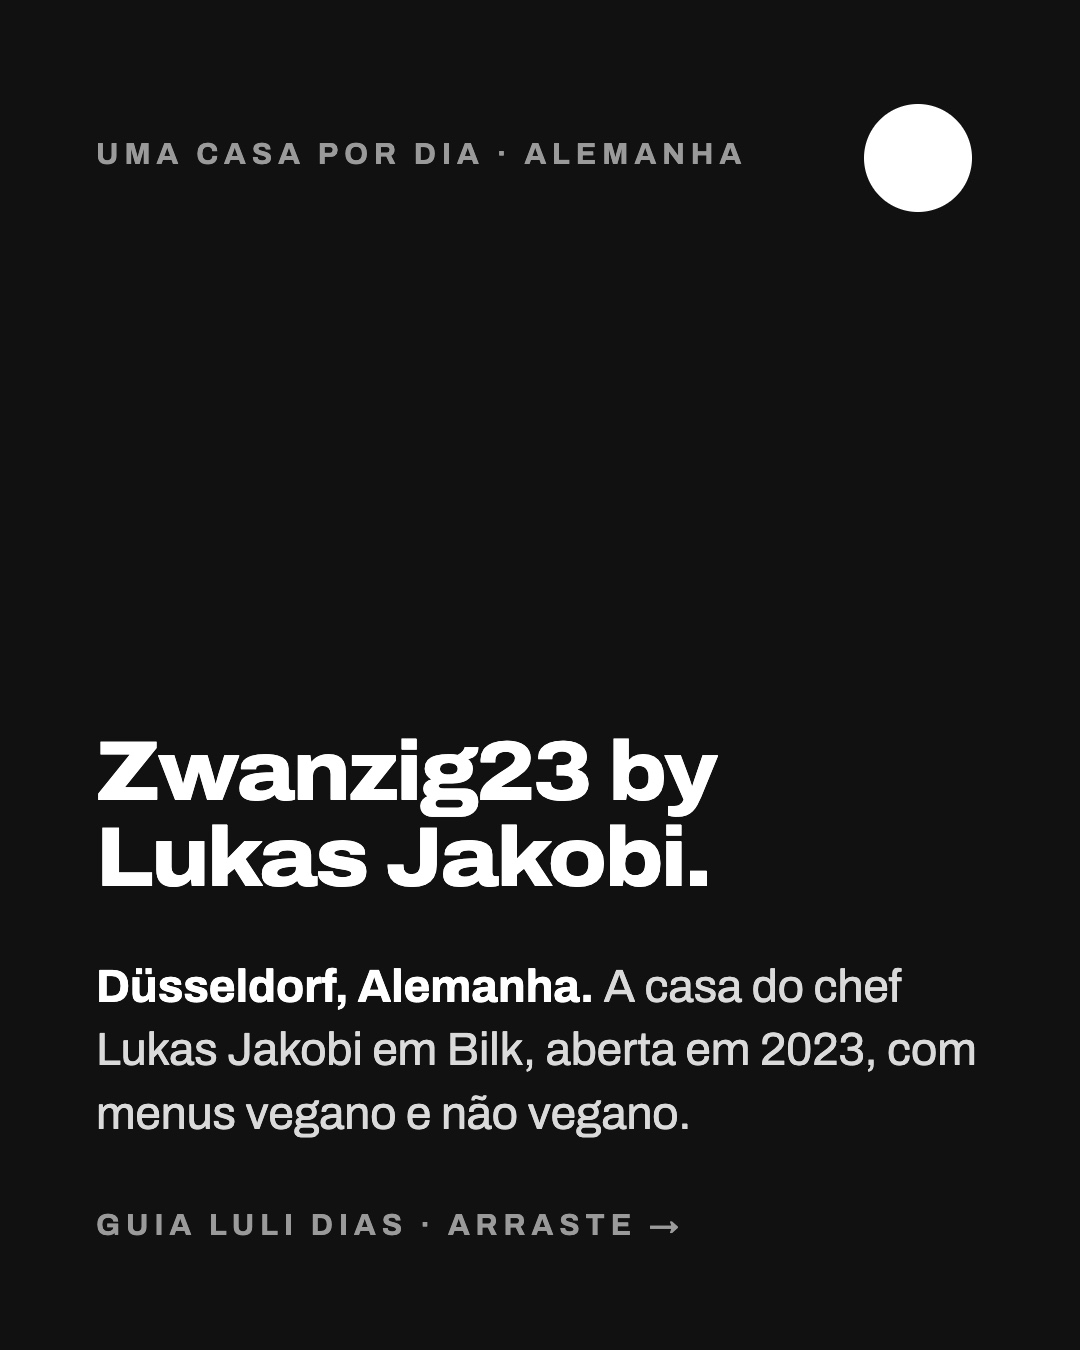 UMA CASA POR DIA · ALEMANHA
Zwanzig23 by
Lukas Jakobi.
Düsseldorf, Alemanha. A casa do chef
Lukas Jakobi em Bilk, aberta em 2023, com
menus vegano e não vegano.
GUIA LULI DIAS · ARRASTE →